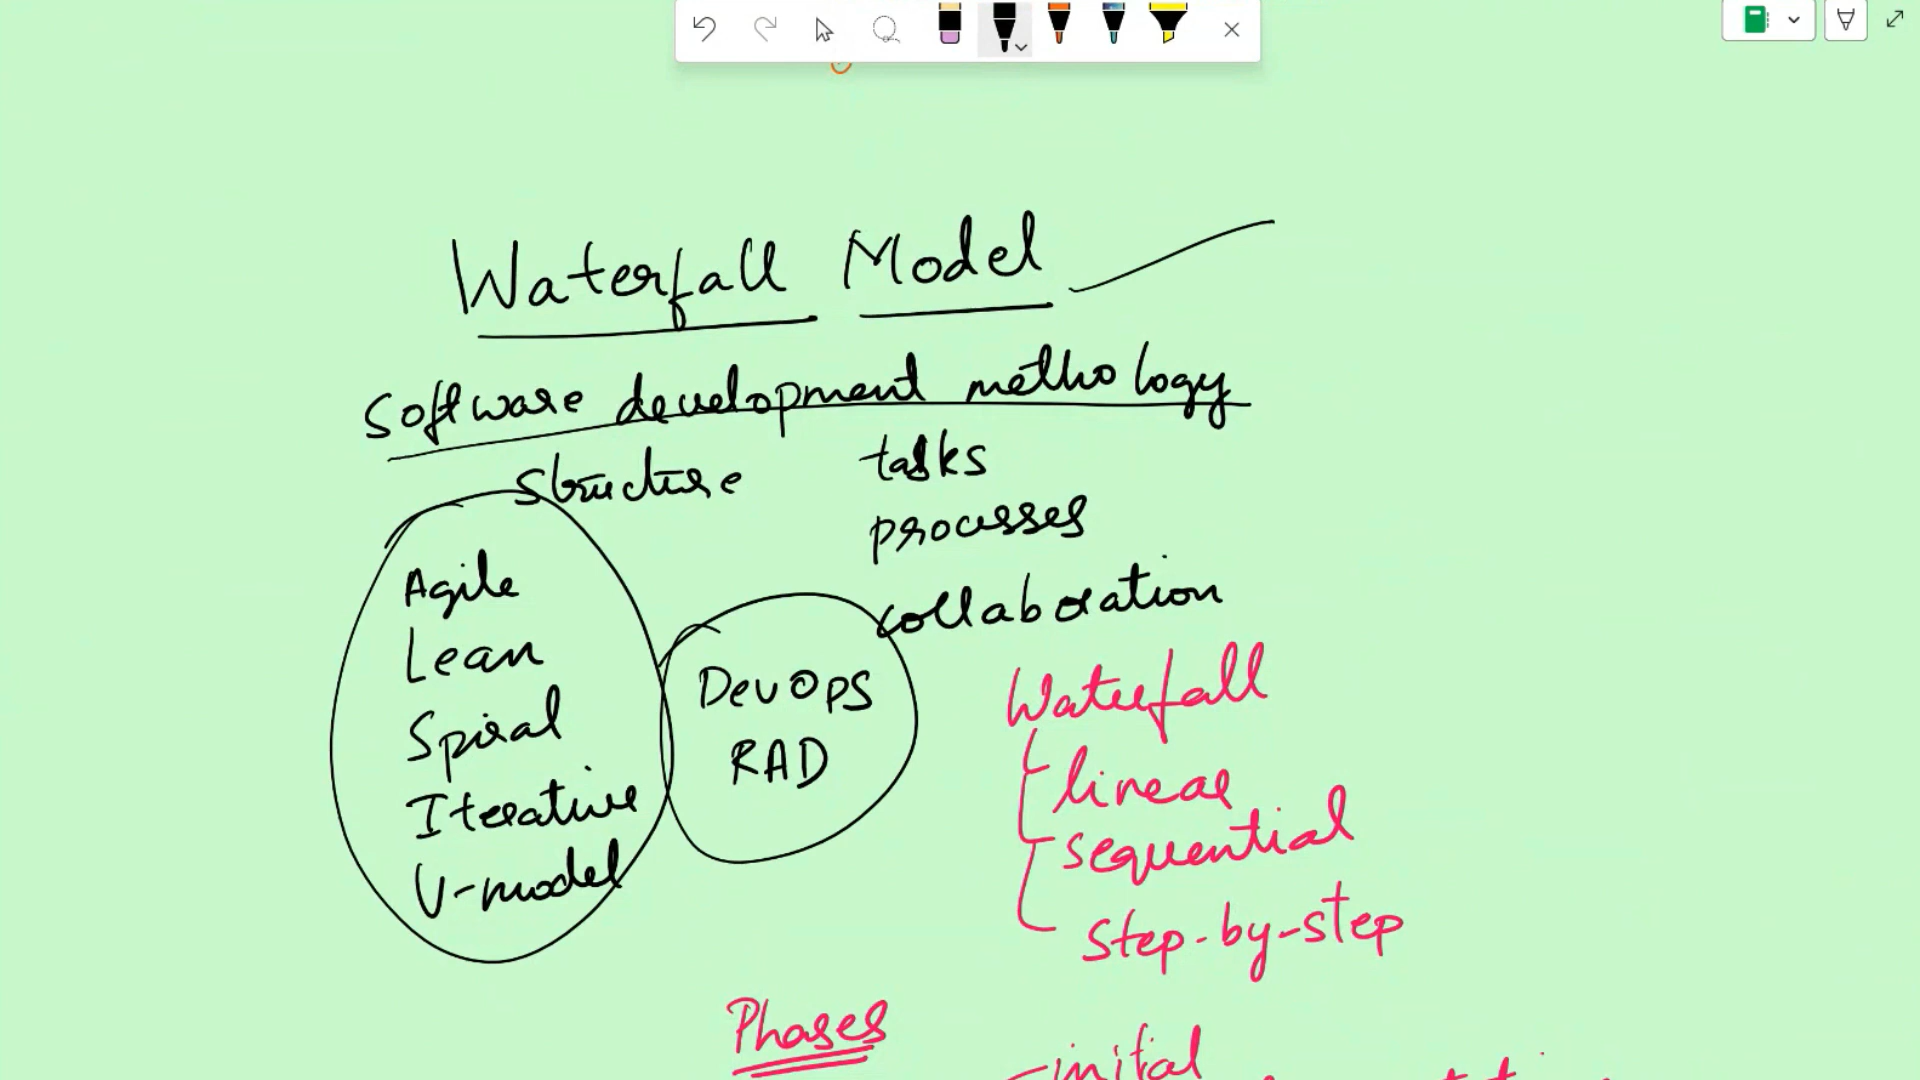 Waterfall Model
Software development methology
structure
tasks
processes
collaboration
Agile
Lean
Spiral
Iterative
V-model
DevOps
RAD
Waterfall
linear
sequential
step-by-step
Phases
initial